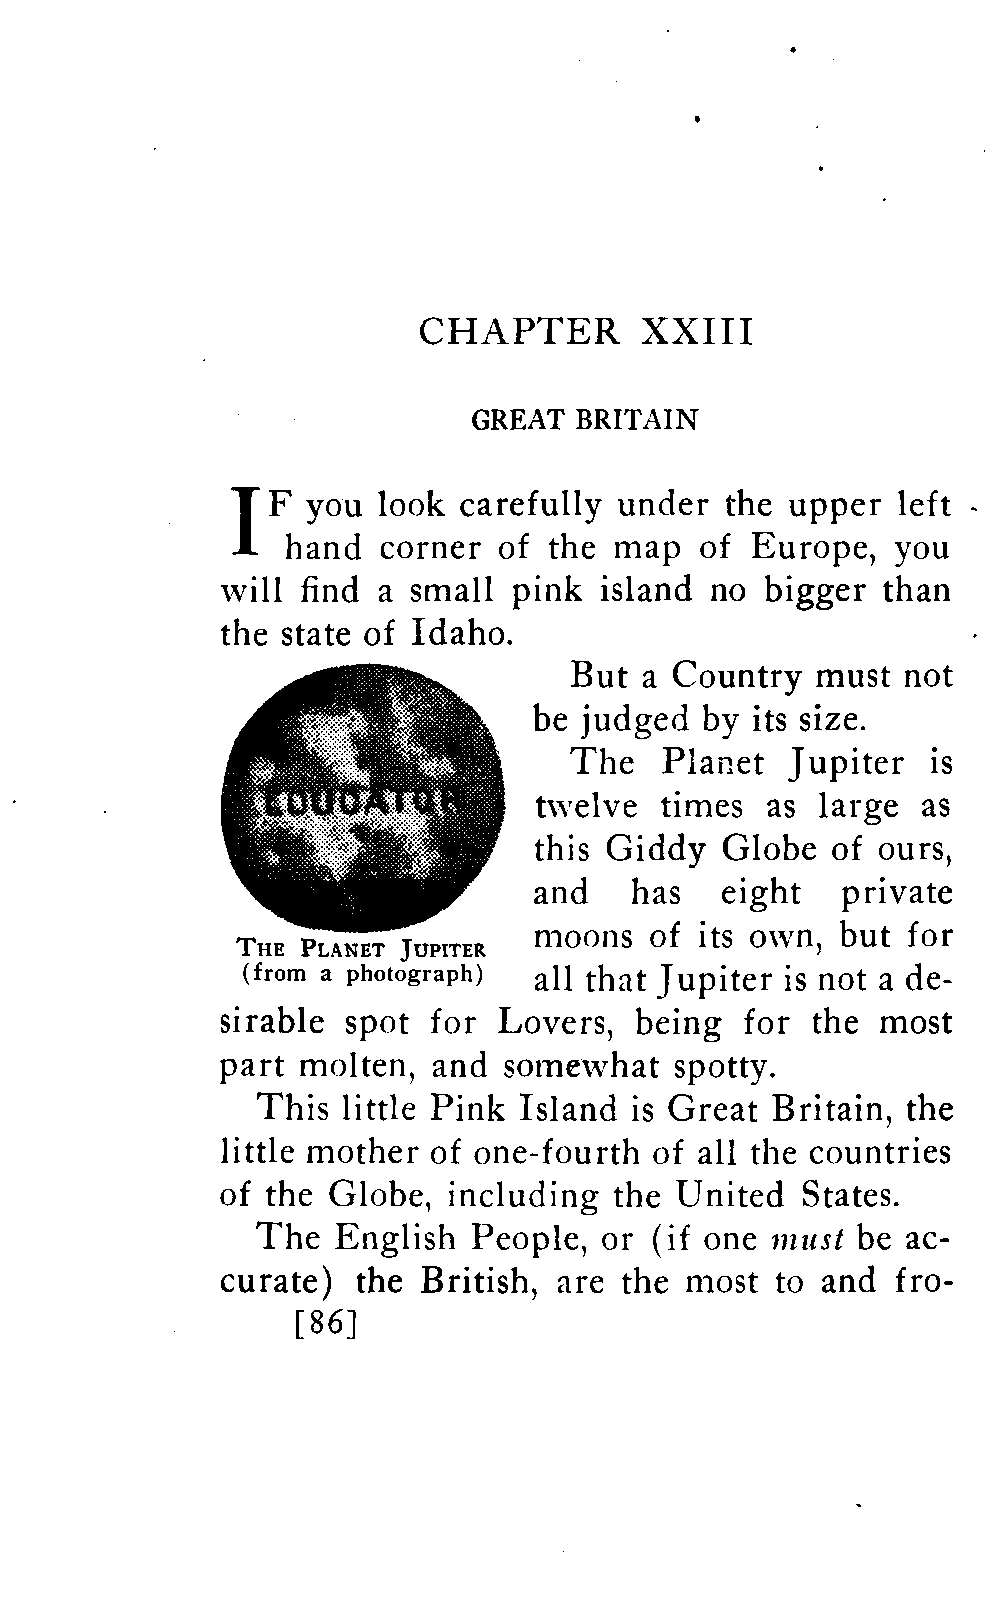 CHAPTER XXIII
GREAT BRITAIN
IF you look carefully under the upper left
hand corner of the map of Europe, you
will find a small pink island no bigger than
the state of Idaho.
But a Country must not
be judged by its size.
The Planet Jupiter is
twelve times as large as
this Giddy Globe of ours,
and has eight private
moons of its own, but for
all that Jupiter is not a de-
EDUCATOR
THE PLANET JUPITER
(from a photograph)
sirable spot for Lovers, being for the most
part molten, and somewhat spotty.
This little Pink Island is Great Britain, the
little mother of one-fourth of all the countries
of the Globe, including the United States.
The English People, or (if one must be ac-
curate) the British, are the most to and fro-
[86]